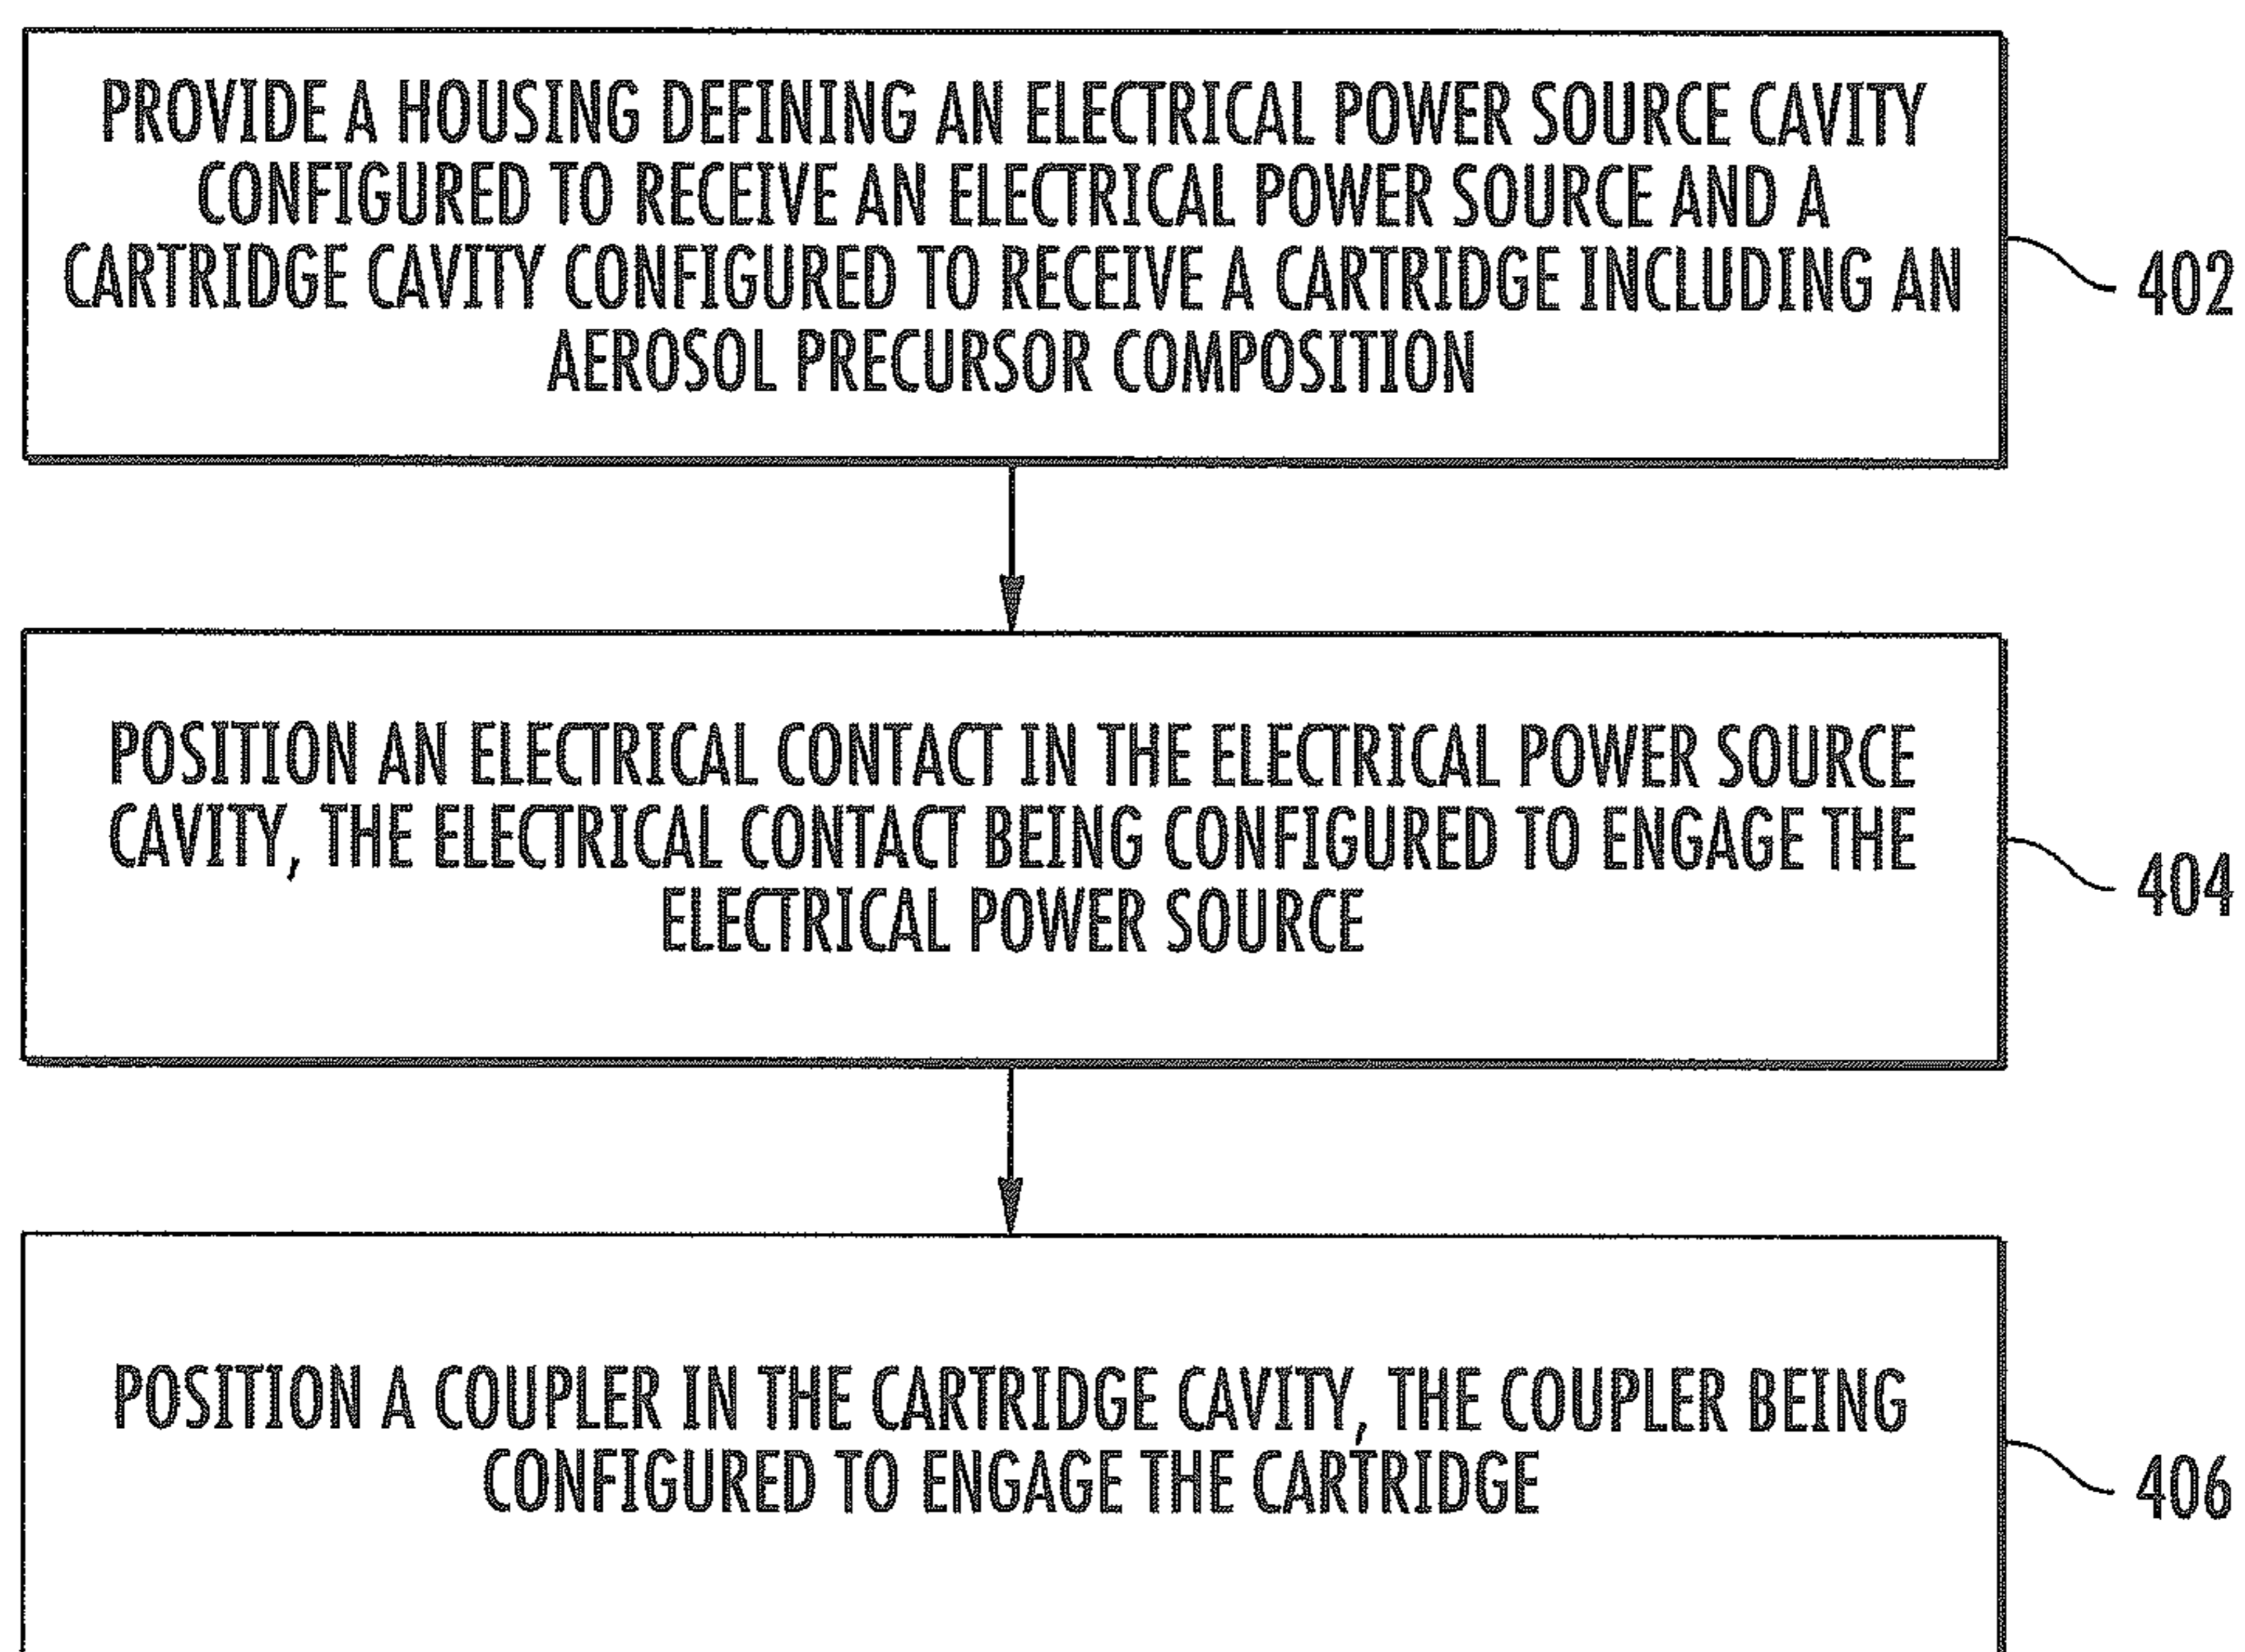 PROVIDE A HOUSING DEFINING AN ELECTRICAL POWER SOURCE CAVITY
CONFIGURED TO RECEIVE AN ELECTRICAL POWER SOURCE AND A
CARTRIDGE CAVITY CONFIGURED TO RECEIVE A CARTRIDGE INCLUDING AN
AEROSOL PRECURSOR COMPOSITION
402
POSITION AN ELECTRICAL CONTACT IN THE ELECTRICAL POWER SOURCE
CAVITY, THE ELECTRICAL CONTACT BEING CONFIGURED TO ENGAGE THE
ELECTRICAL POWER SOURCE
404
POSITION A COUPLER IN THE CARTRIDGE CAVITY, THE COUPLER BEING
CONFIGURED TO ENGAGE THE CARTRIDGE
406